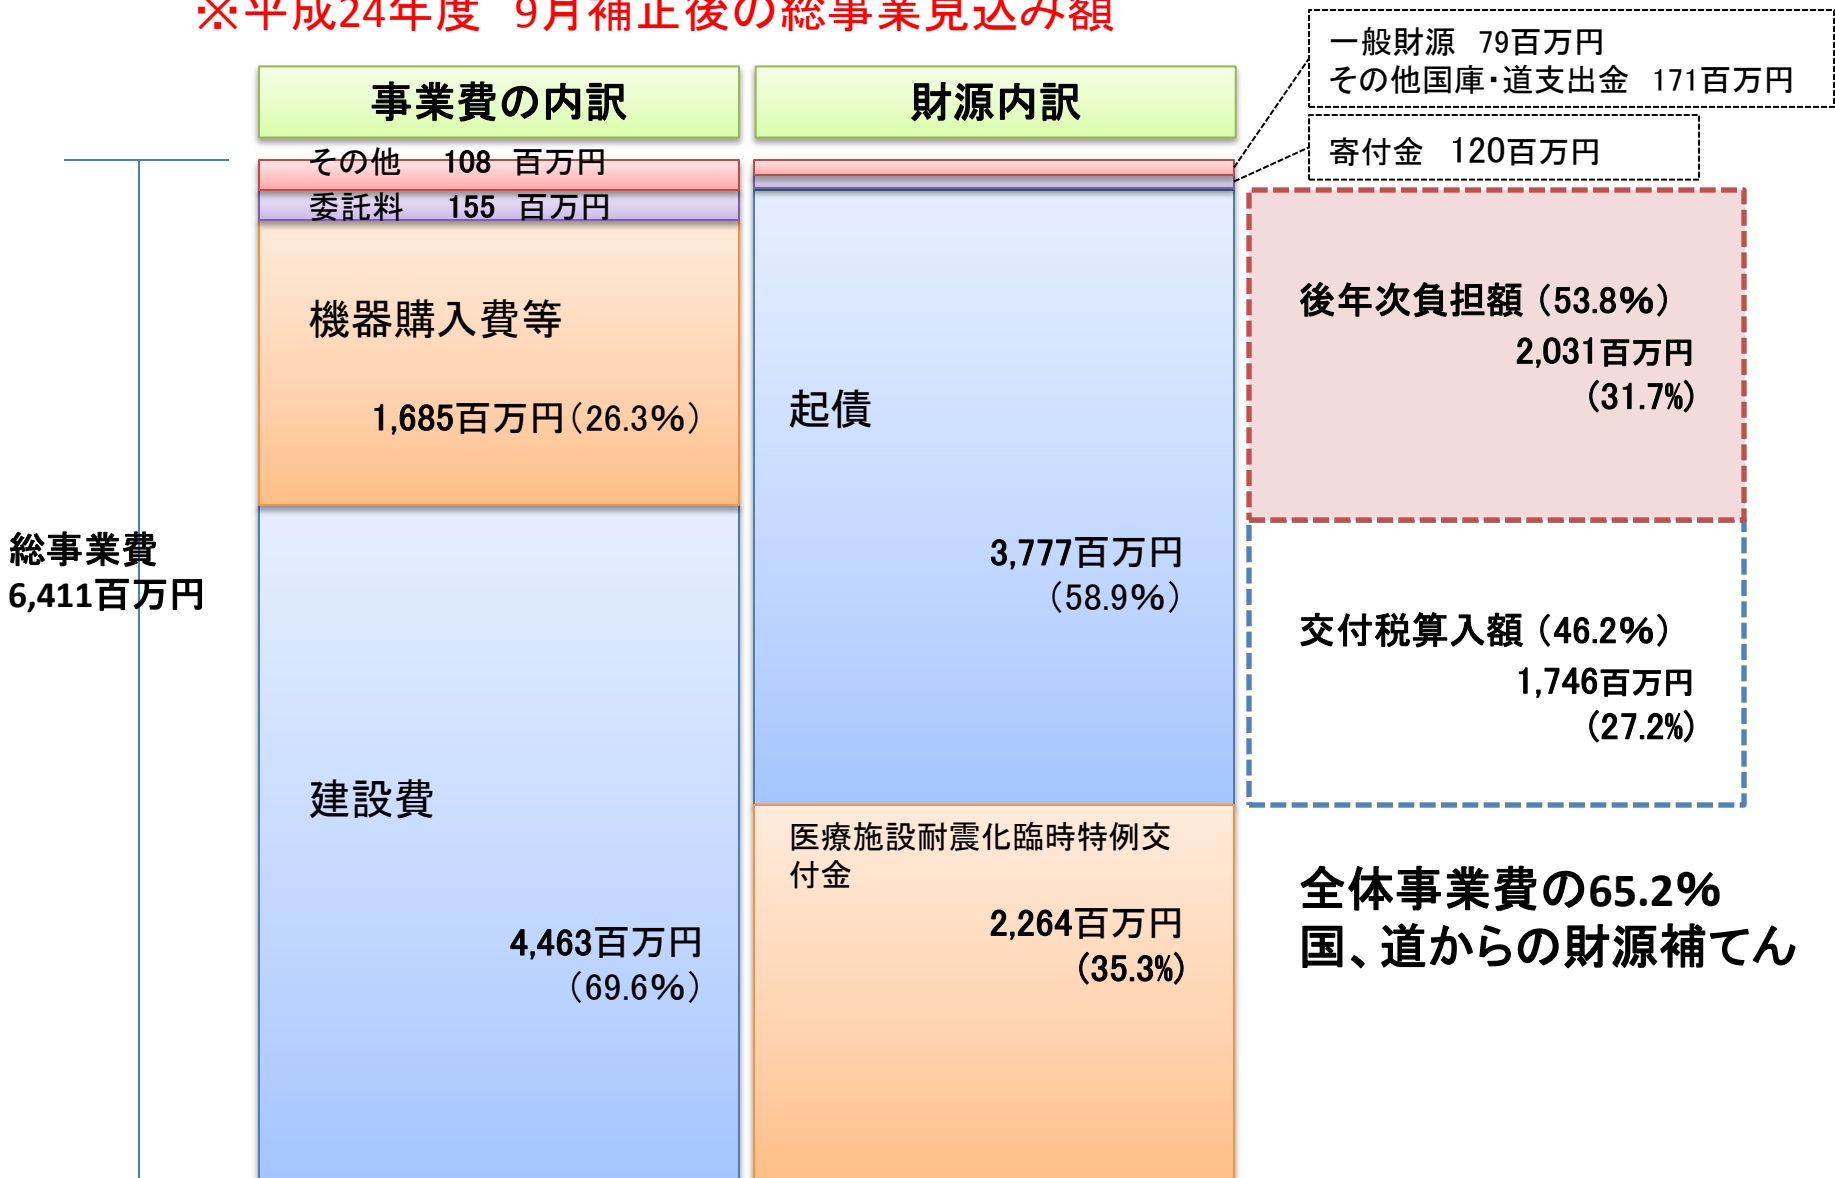 ※平成24年度 9月補正後の総事業見込み額
一般財源 79百万円
その他国庫・道支出金 171百万円
寄付金 120百万円
事業費の内訳
財源内訳
その他 108 百万円
委託料 155 百万円
機器購入費等
1,685百万円(26.3%)
建設費
4,463百万円
(69.6%)
総事業費
6,411百万円
起債
3,777百万円
(58.9%)
医療施設耐震化臨時特例交
付金
2,264百万円
(35.3%)
後年次負担額(53.8%)
2,031百万円
(31.7%)
交付税算入額(46.2%)
1,746百万円
(27.2%)
全体事業費の65.2%
国、道からの財源補てん